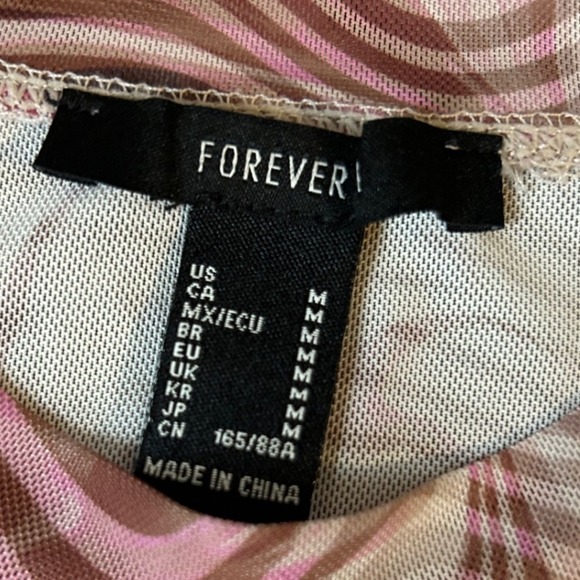 FOREVER
US M
CA M
MX/ECU M
BR M
EU M
UK M
KR M
JP M
CN 165/88A
MADE IN CHINA